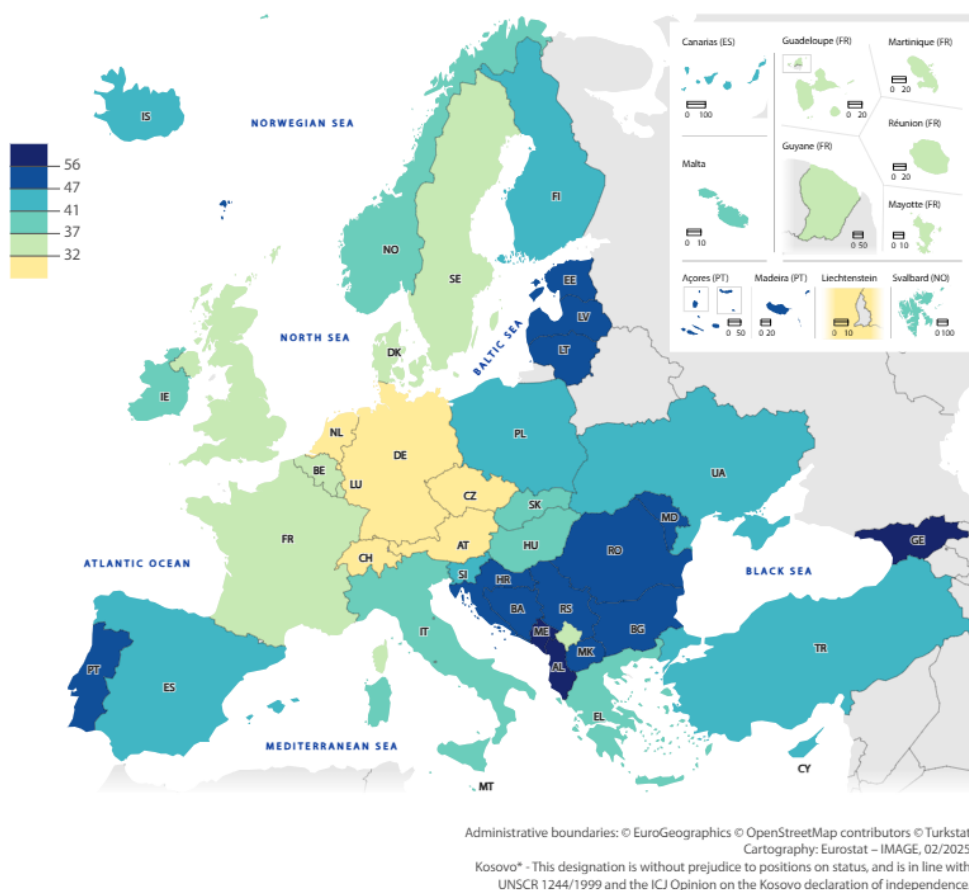 Canarias (ES)
0 100
Guadeloupe (FR)
0 20
Martinique (FR)
0 20
Réunion (FR)
0 20
Malta
0 10
Guyane (FR)
0 50
Mayotte (FR)
0 10
Açores (PT)
0 50
Madeira (PT)
0 20
Liechtenstein
0 10
Svalbard (NO)
0 100
56
47
41
37
32
IS
NORWEGIAN SEA
FI
NO
SE
EE
LV
LT
NORTH SEA
BALTIC SEA
DK
IE
NL
DE
PL
BE
LU
CZ
UA
SK
FR
AT
HU
MD
RO
CH
GE
ATLANTIC OCEAN
SI
HR
BLACK SEA
BA
RS
IT
ME
BG
MK
TR
PT
AL
ES
EL
MEDITERRANEAN SEA
CY
MT
Administrative boundaries: © EuroGeographics © OpenStreetMap contributors © Turkstat
Cartography: Eurostat – IMAGE, 02/2025
Kosovo* - This designation is without prejudice to positions on status, and is in line with
UNSCR 1244/1999 and the ICJ Opinion on the Kosovo declaration of independence.